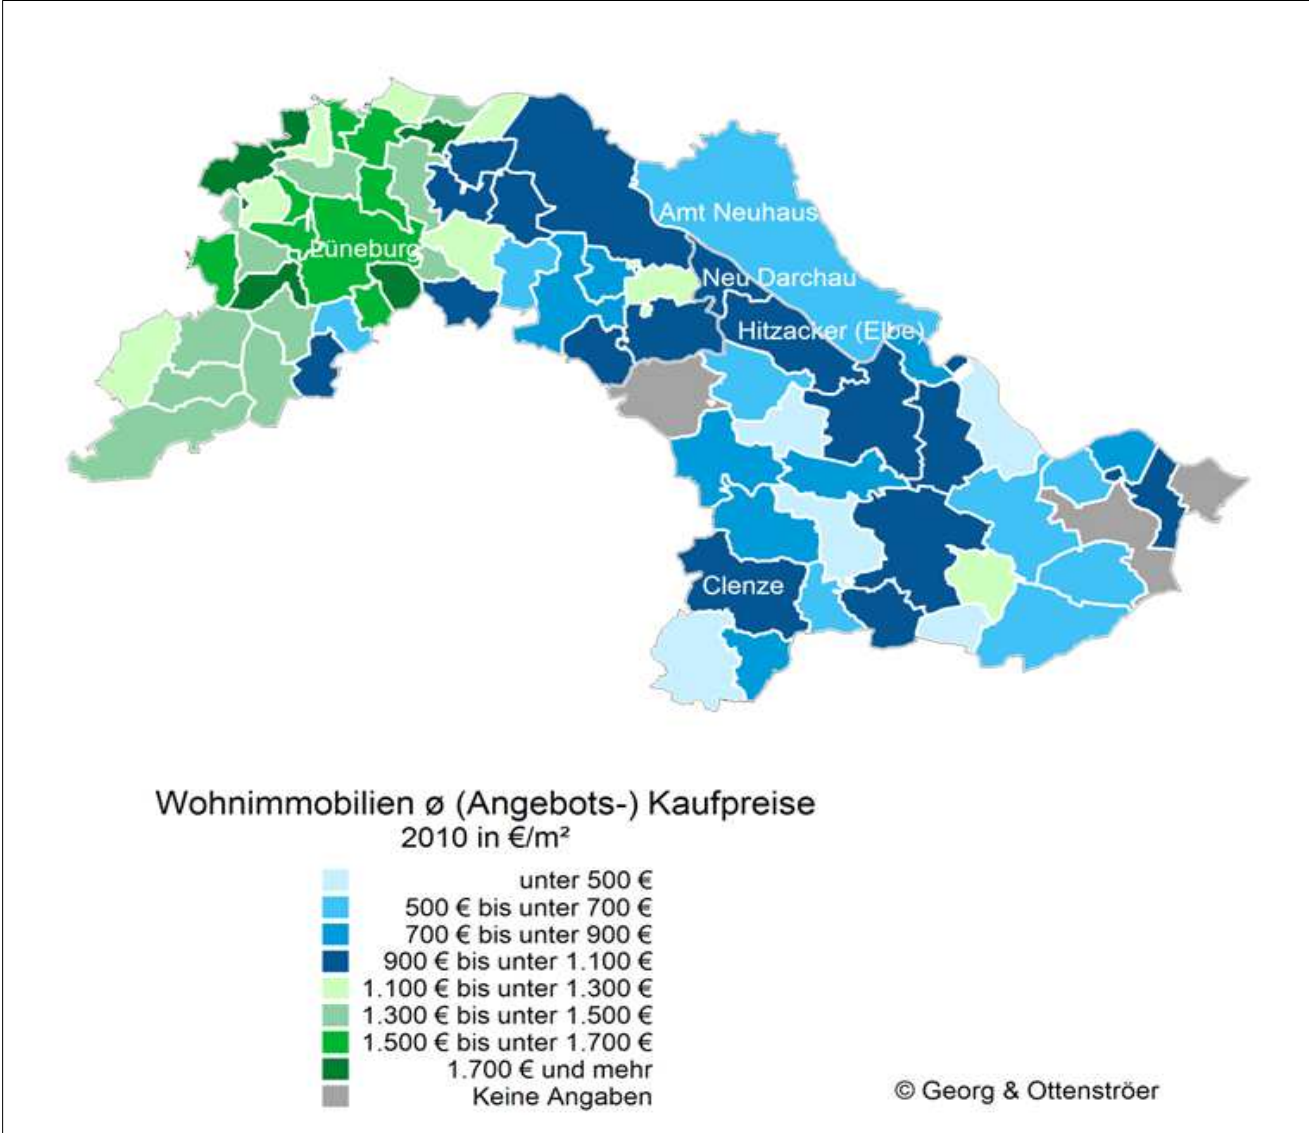 Amt Neuhaus
Lüneburg
Neu Darchau
Hitzacker (Elbe)
Clenze
Wohnimmobilien ø (Angebots-) Kaufpreise
2010 in €/m²
unter 500 €
500 € bis unter 700 €
700 € bis unter 900 €
900 € bis unter 1.100 €
1.100 € bis unter 1.300 €
1.300 € bis unter 1.500 €
1.500 € bis unter 1.700 €
1.700 € und mehr
Keine Angaben
© Georg & Ottenströer